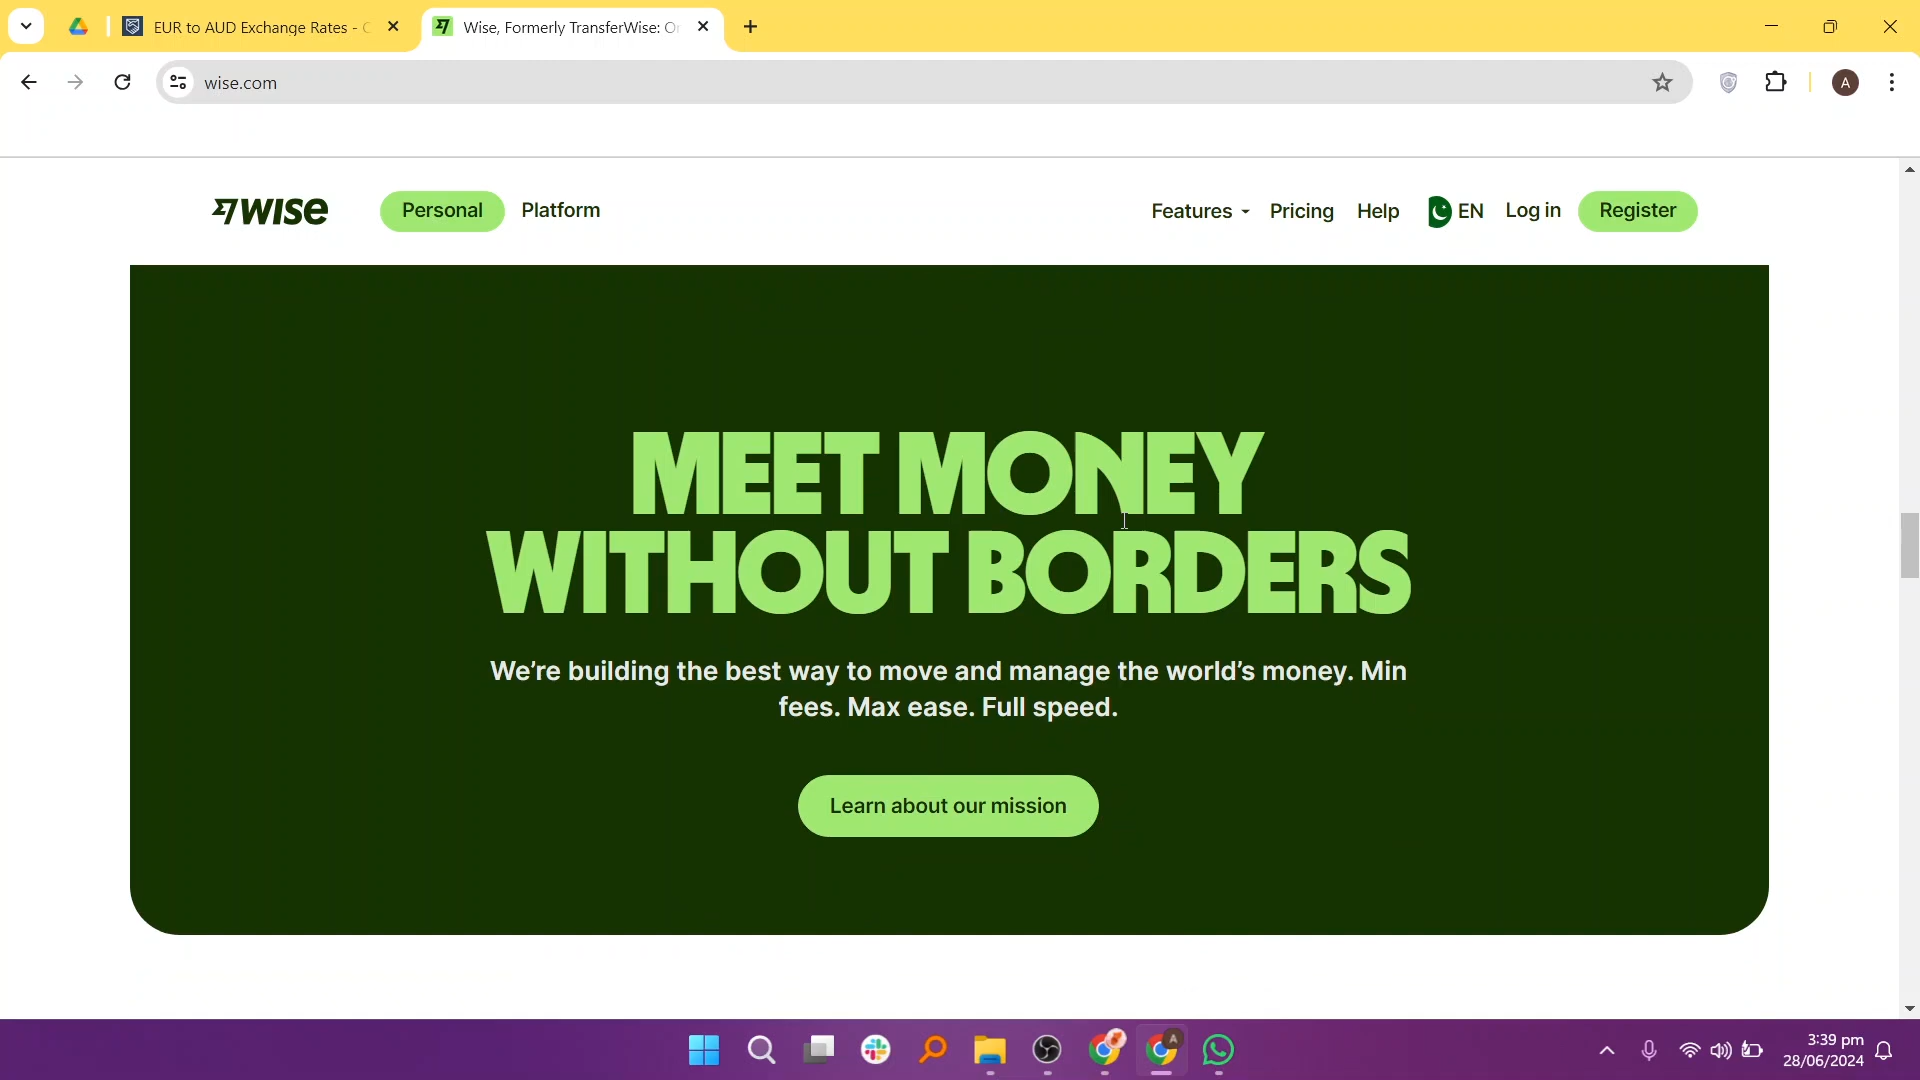 EUR to AUD Exchange Rates -
Wise, Formerly TransferWise:
wise.com
A
WISE
Personal
Platform
Features
Pricing
Help
EN
Log in
Register
MEET MONEY
WITHOUT BORDERS
We’re building the best way to move and manage the world’s money. Min
fees. Max ease. Full speed.
Learn about our mission
A
3:39 pm
28/06/2024